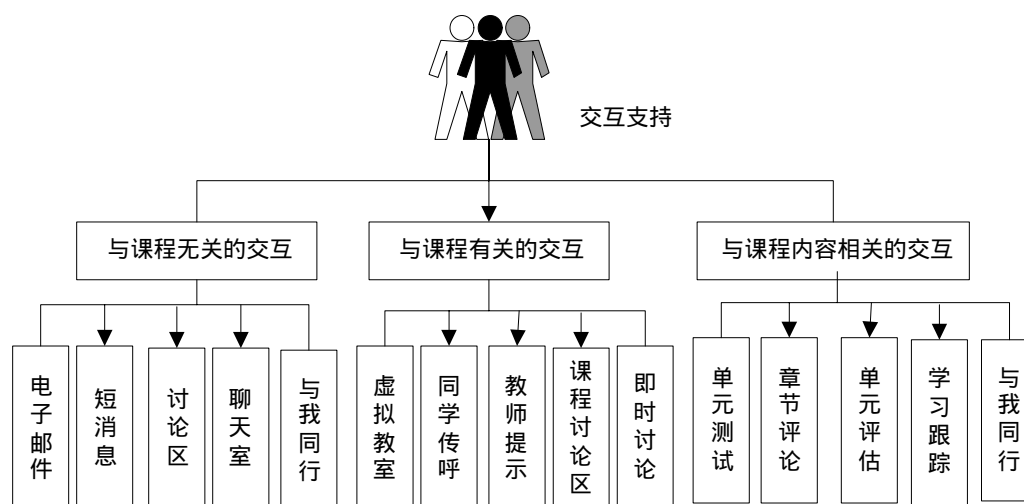 交互支持
与课程无关的交互
与课程有关的交互
与课程内容相关的交互
电子邮件
短消息
讨论区
聊天室
与我同行
虚拟教室
同学传呼
教师提示
课程讨论区
即时讨论
单元测试
章节评论
单元评估
学习跟踪
与我同行